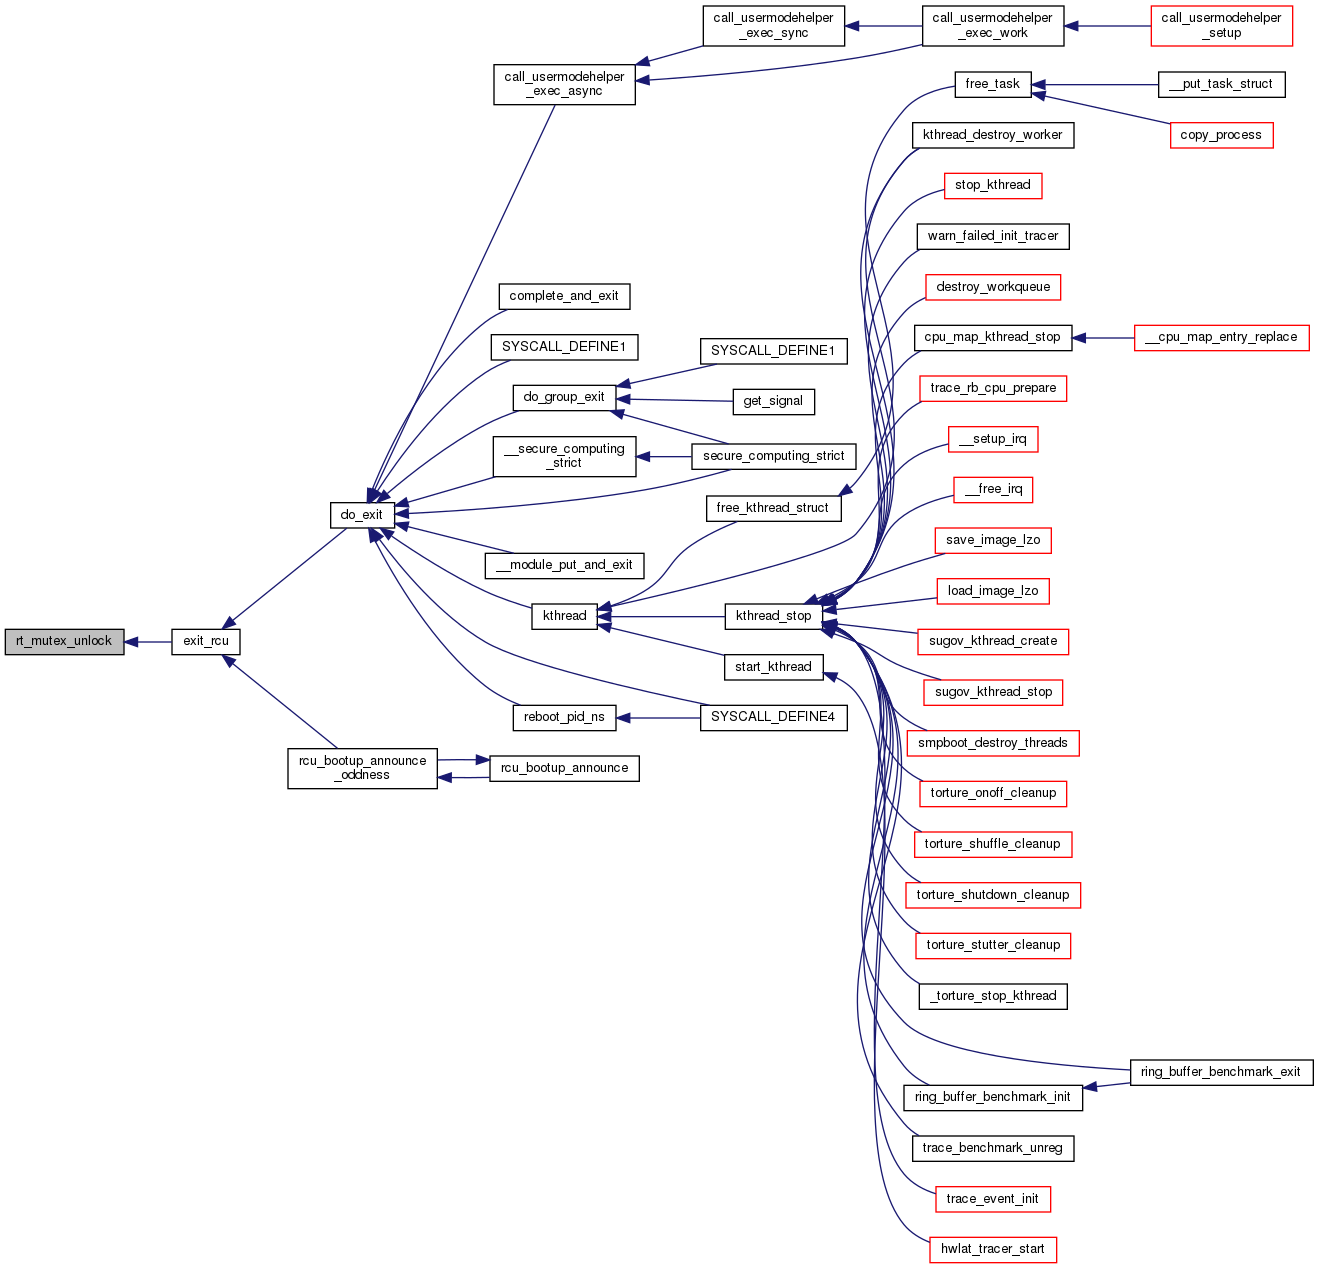 call_usermodehelper
_exec_sync
call_usermodehelper
_exec_work
call_usermodehelper
_setup
call_usermodehelper
_exec_async
free_task
__put_task_struct
copy_process
kthread_destroy_worker
stop_kthread
warn_failed_init_tracer
destroy_workqueue
complete_and_exit
SYSCALL_DEFINE1
SYSCALL_DEFINE1
cpu_map_kthread_stop
__cpu_map_entry_replace
do_group_exit
get_signal
trace_rb_cpu_prepare
__secure_computing
_strict
secure_computing_strict
__setup_irq
do_exit
free_kthread_struct
__free_irq
save_image_lzo
__module_put_and_exit
load_image_lzo
kthread
kthread_stop
rt_mutex_unlock
exit_rcu
sugov_kthread_create
start_kthread
sugov_kthread_stop
reboot_pid_ns
SYSCALL_DEFINE4
smpboot_destroy_threads
rcu_bootup_announce
_oddness
rcu_bootup_announce
torture_onoff_cleanup
torture_shuffle_cleanup
torture_shutdown_cleanup
torture_stutter_cleanup
_torture_stop_kthread
ring_buffer_benchmark_exit
ring_buffer_benchmark_init
trace_benchmark_unreg
trace_event_init
hwlat_tracer_start